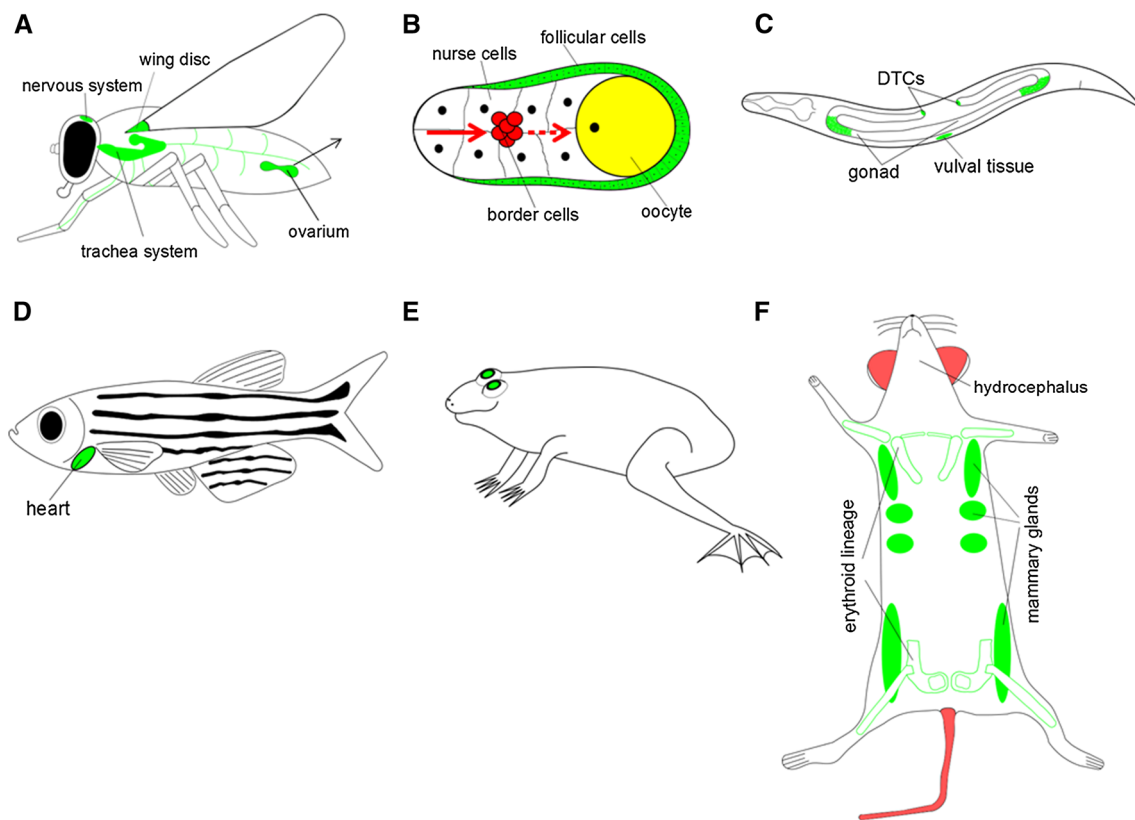 A
wing disc
nervous system
ovarium
trachea system
B
follicular cells
nurse cells
border cells
oocyte
C
DTCs
gonad
vulval tissue
D
heart
E
F
hydrocephalus
erythroid lineage
mammary glands